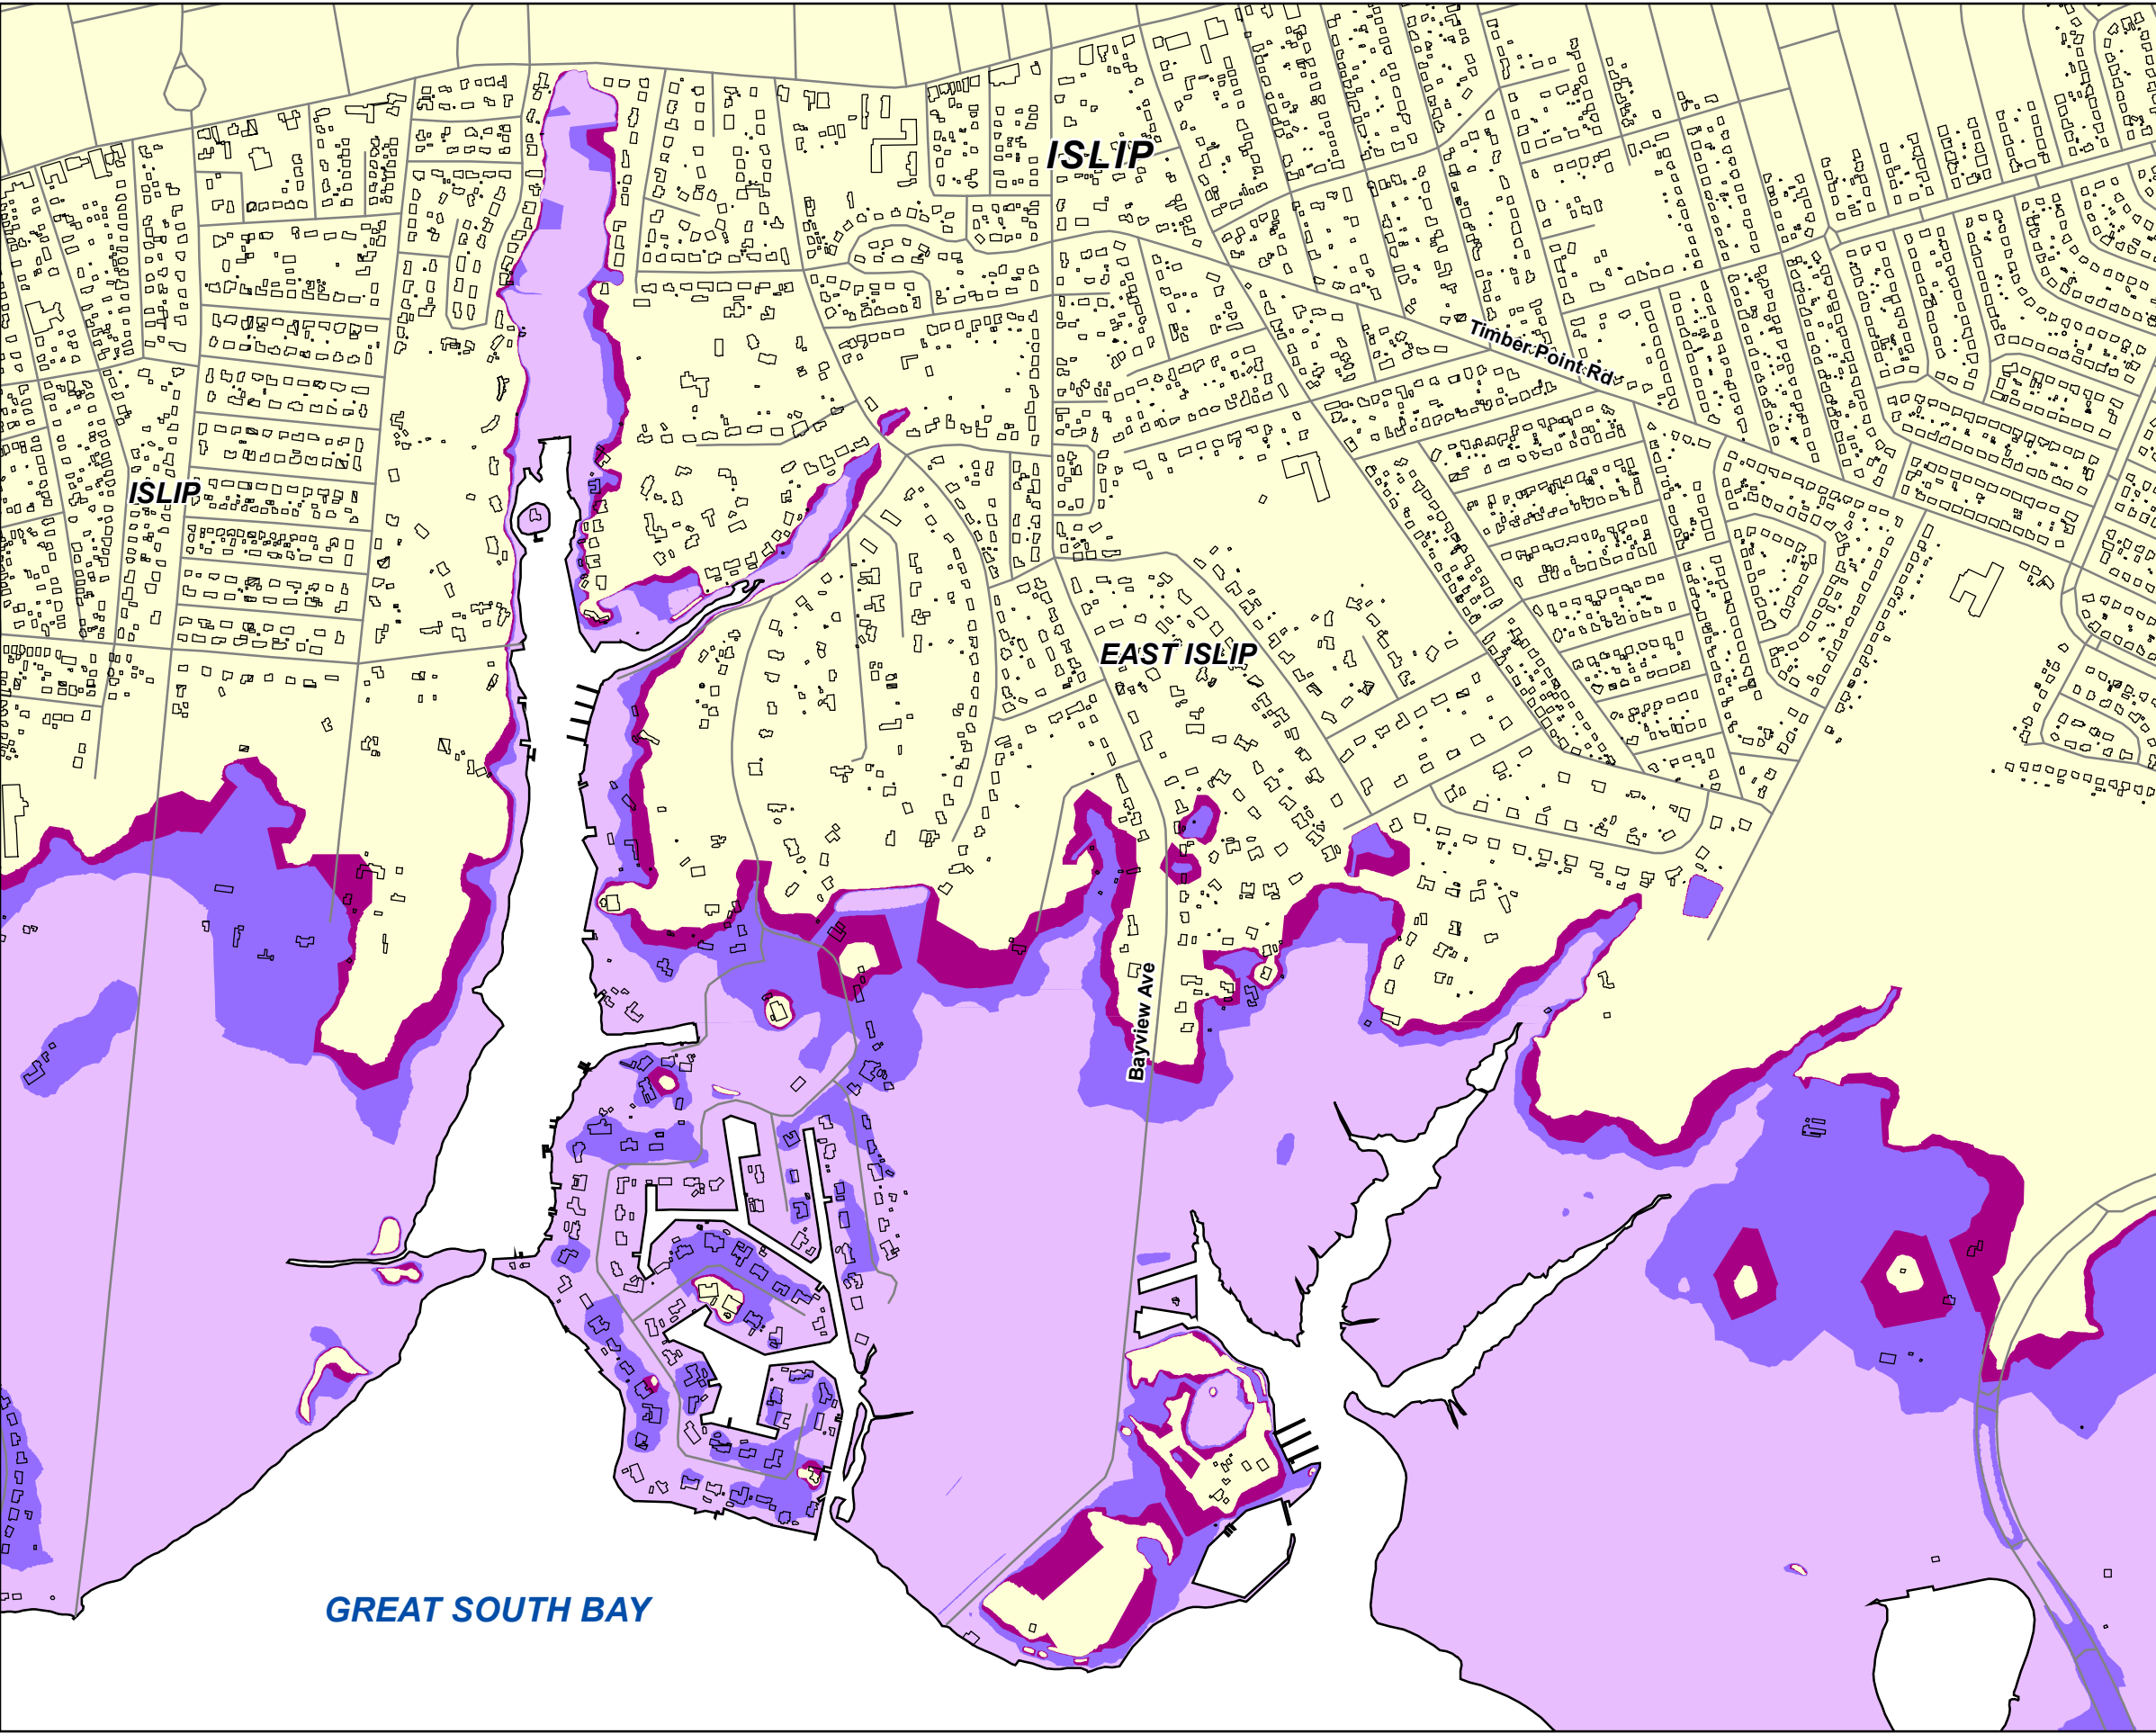 ISLIP
Timber Point Rd
ISLIP
EAST ISLIP
Bayview Ave
GREAT SOUTH BAY